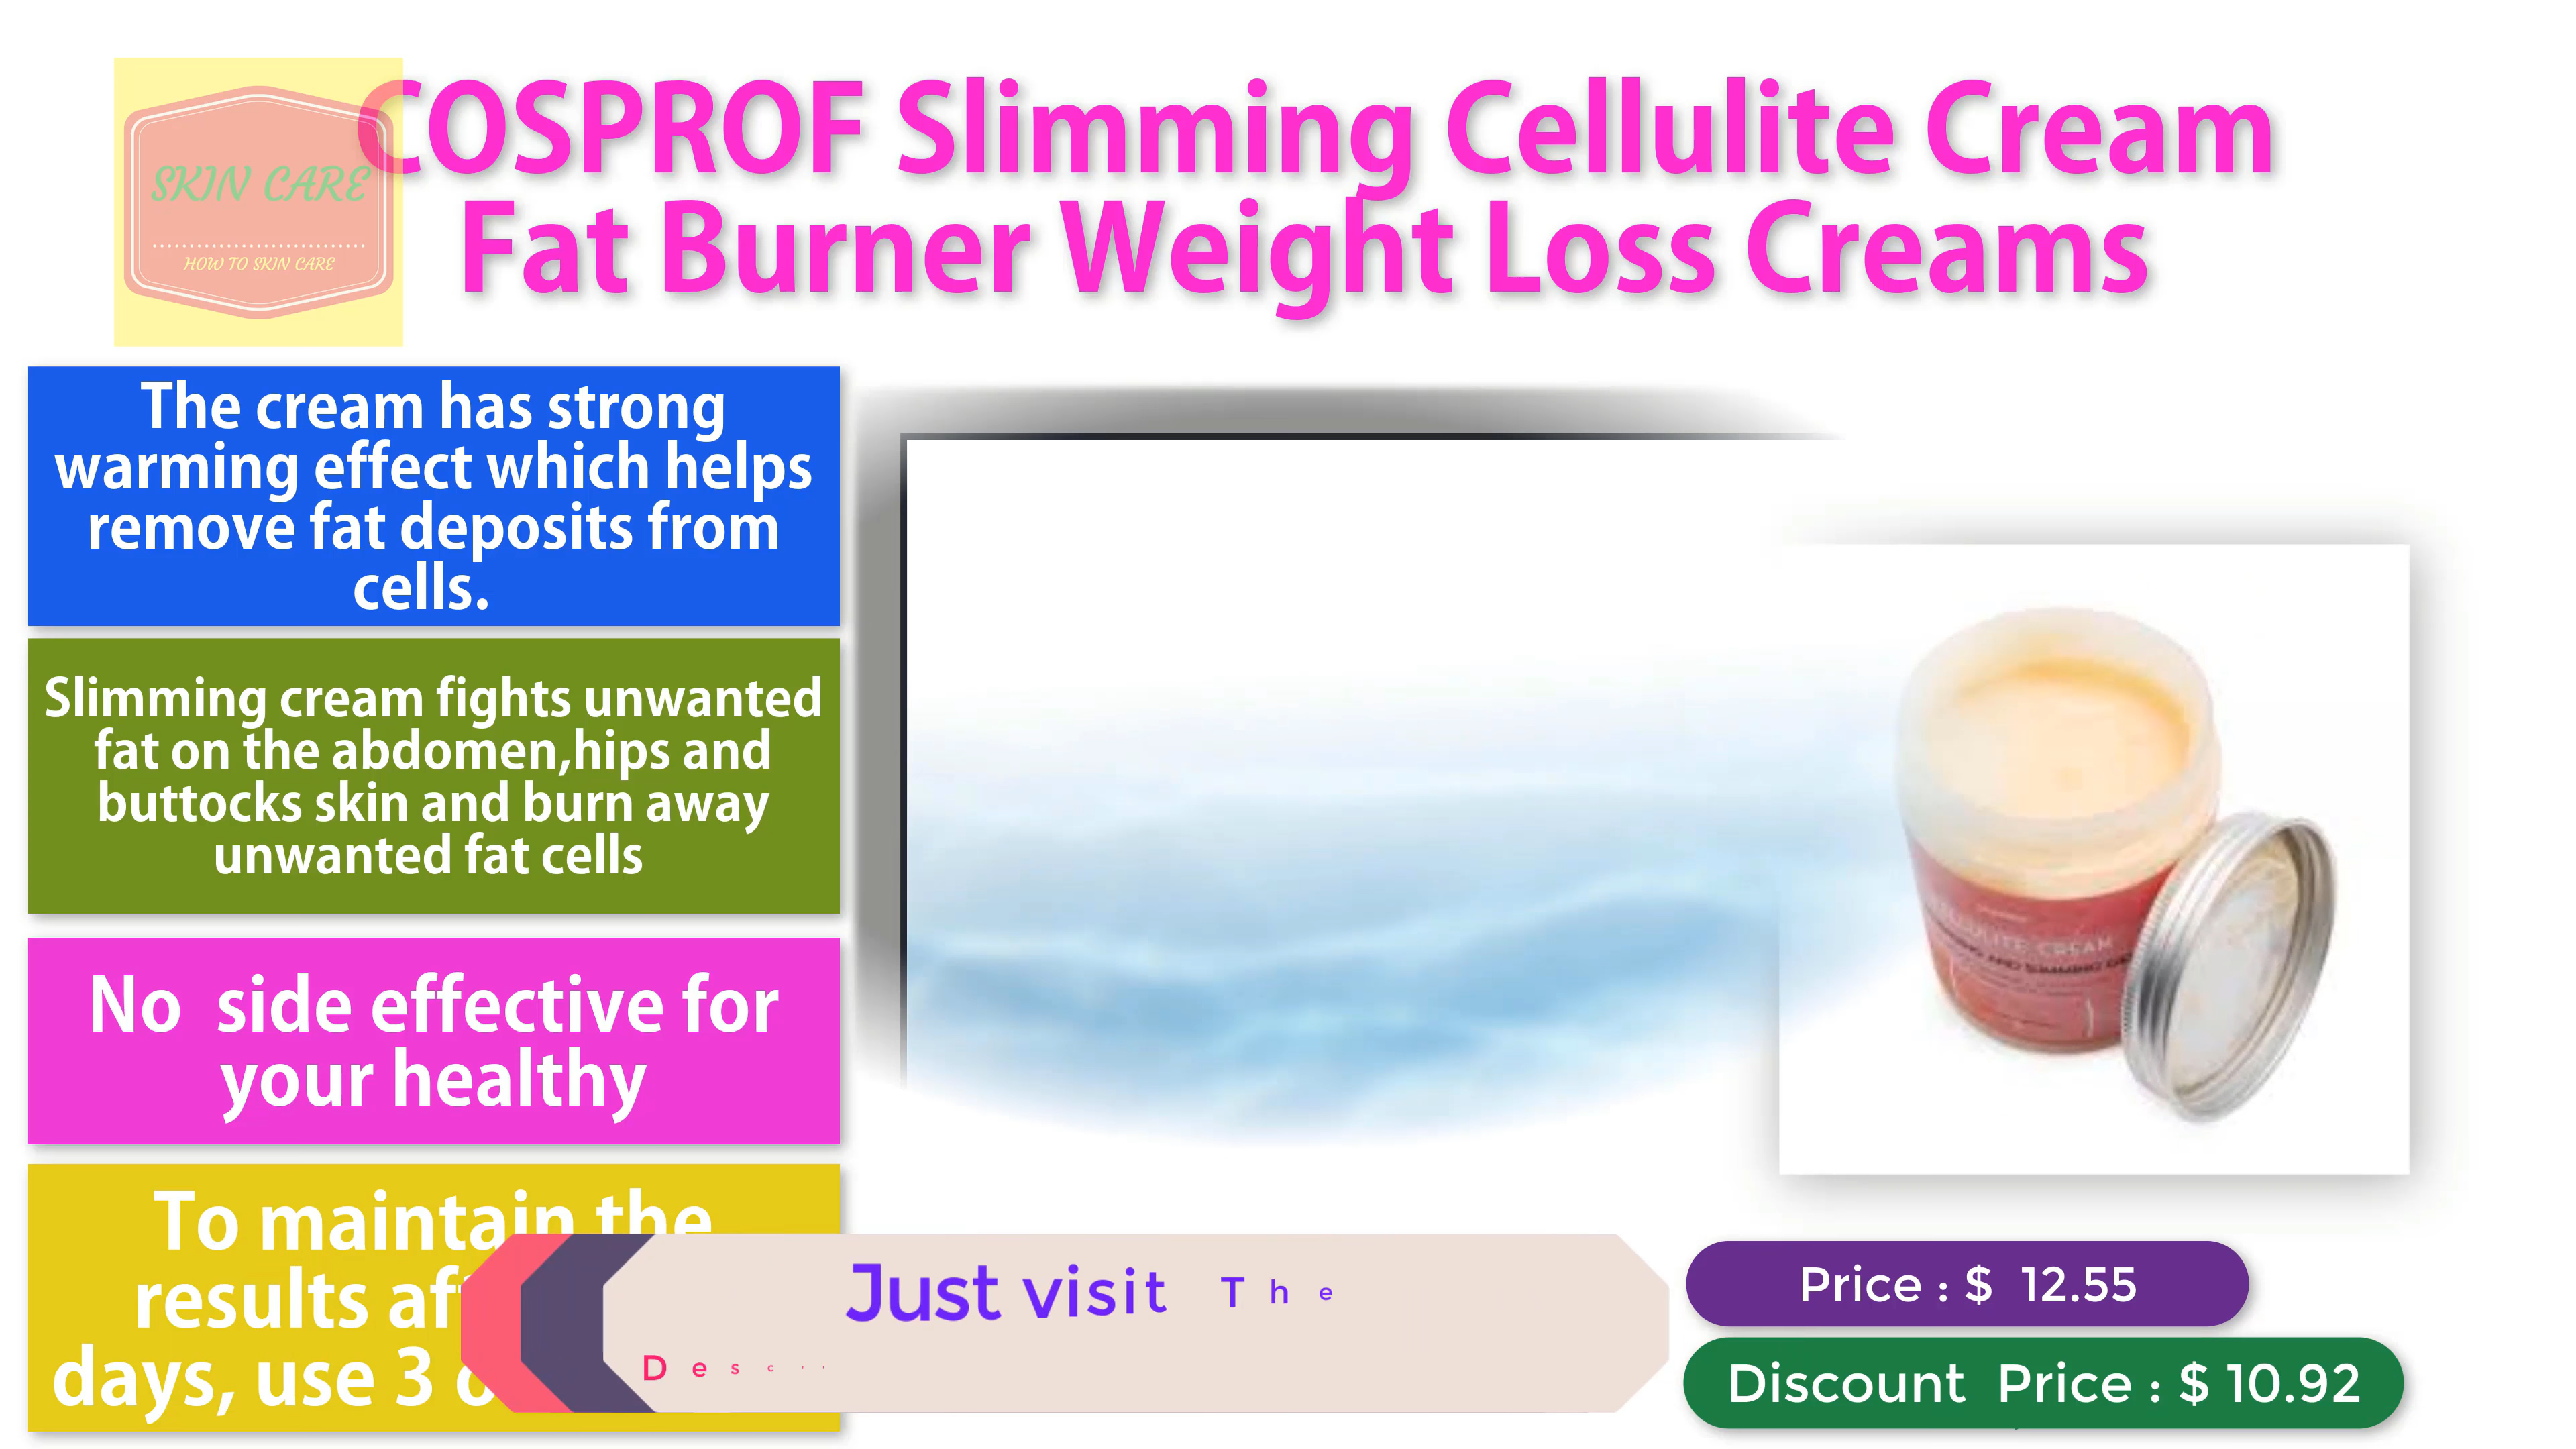 COSPROF Slimming Cellulite Cream
Fat Burner Weight Loss Creams
SKIN CARE
HOW TO SKIN CARE
The cream has strong
warming effect which helps
remove fat deposits from
cells.
Slimming cream fights unwanted
fat on the abdomen,hips and
buttocks skin and burn away
unwanted fat cells
No side effective for
your healthy
To maintain the
results
days, use 3
CREAM
Just visit The
Price : $ 12.55
Discount Price : $ 10.92